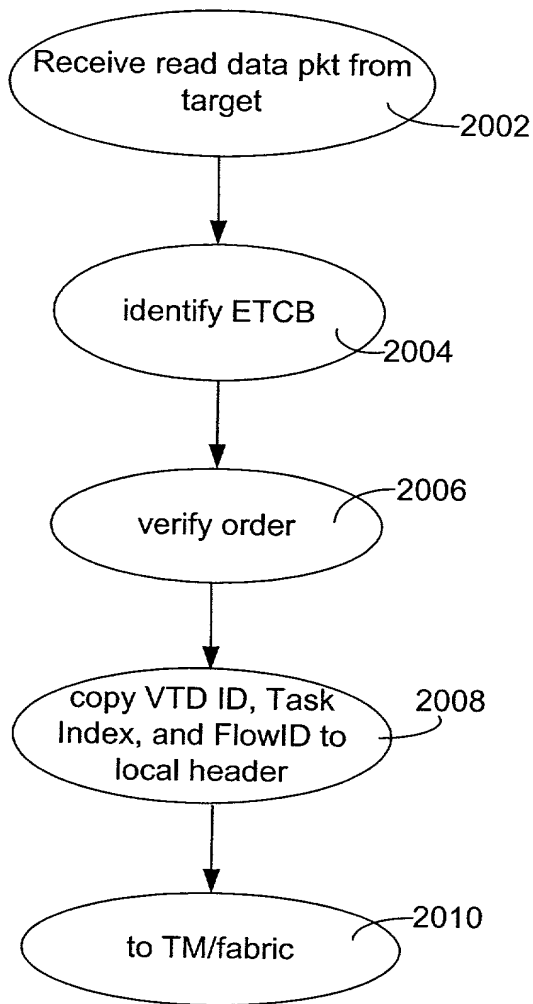 Receive read data pkt from
target
2002
identify ETCB
2004
2006
verify order
copy VTD ID, Task
Index, and FlowID to
local header
2008
to TM/fabric
2010